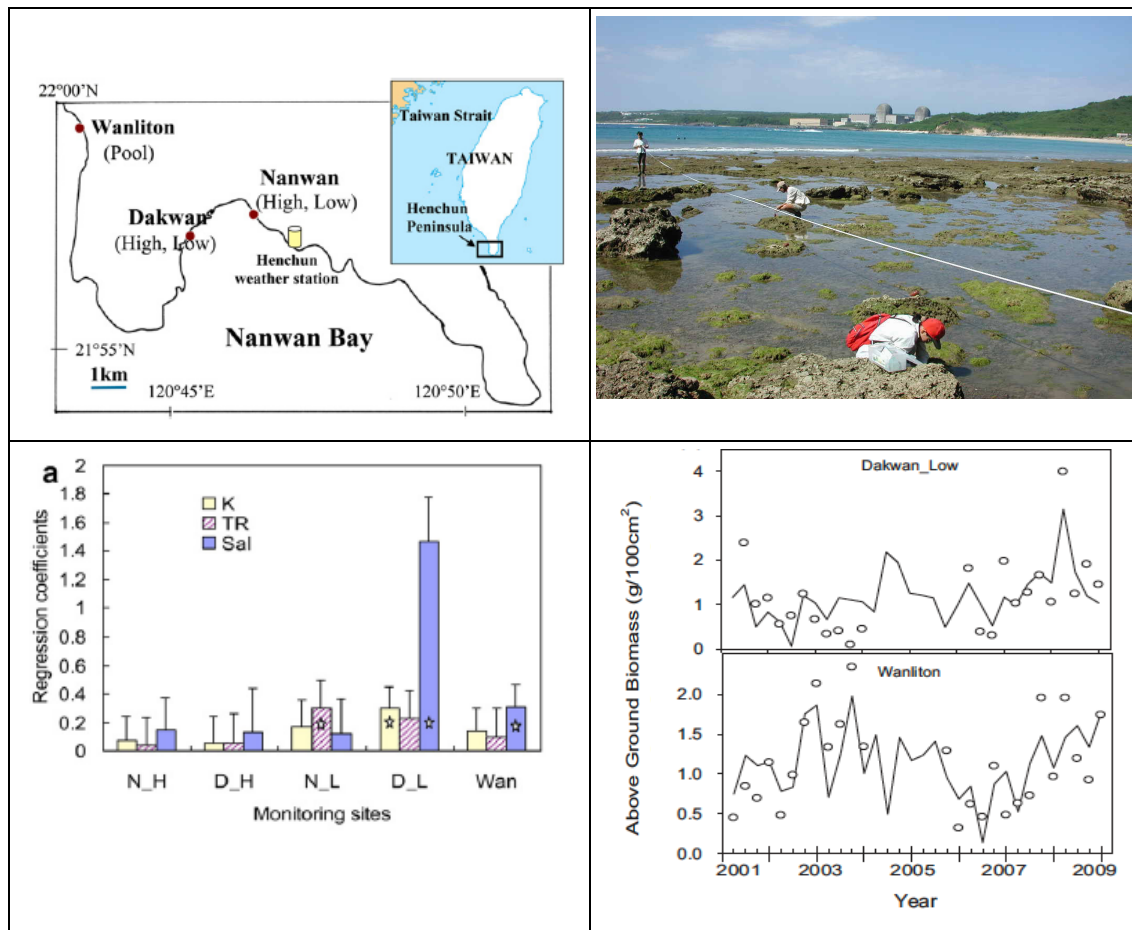 22°00'N
Wanliton
(Pool)
Nanwan
(High, Low)
Dakwan
(High, Low)
Henchun
weather station
Nanwan Bay
21°55'N
1km
120°45'E
120°50'E
Taiwan Strait
TAIWAN
Henchun
Peninsula
a
Regression coefficients
2
1.8
1.6
1.4
1.2
1
0.8
0.6
0.4
0.2
0
K
TR
Sal
N_H
D_H
N_L
D_L
Wan
Monitoring sites
Above Ground Biomass (g/100cm²)
Dakwan_Low
4
3
2
1
0
Wanliton
2.0
1.5
1.0
0.5
0.0
2001
2003
2005
2007
2009
Year